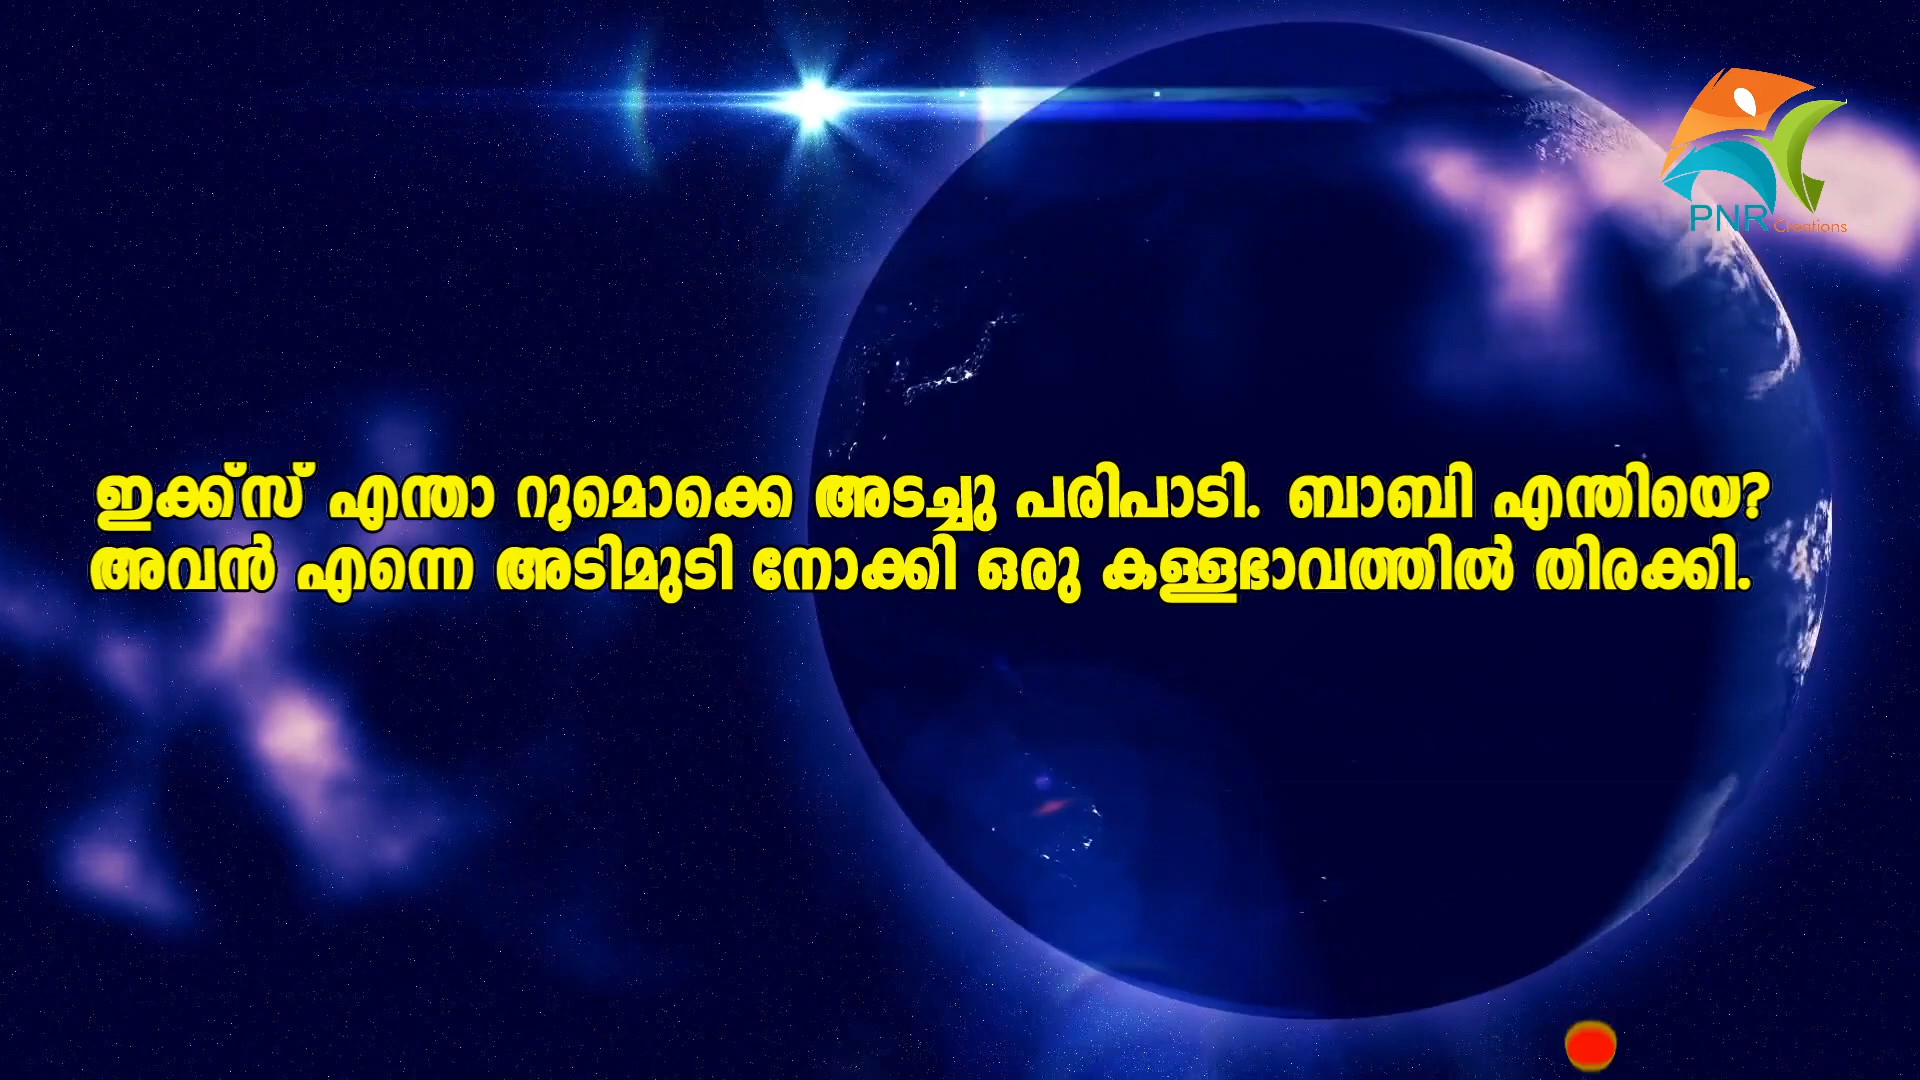 PNR Creations
ഇക്ക്സ് എന്താ റൂമൊക്കെ അടച്ചു പരിപാടി. ബാബി എന്തിയെ?
അവൻ എന്നെ അടിമുടി നോക്കി ഒരു കള്ളഭാവത്തിൽ തിരക്കി.